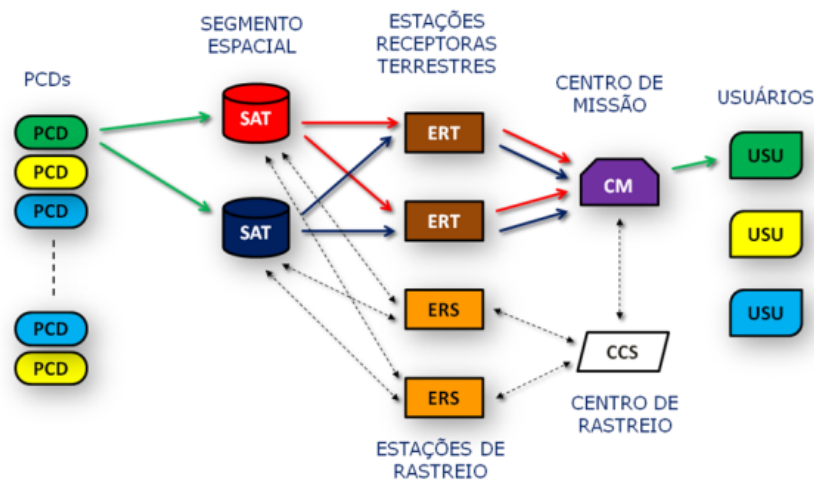 PCDs
PCD
PCD
PCD
PCD
PCD
SEGMENTO
ESPACIAL
SAT
SAT
ESTAÇÕES
RECEPTORAS
TERRESTRES
ERT
ERT
ERS
ERS
ESTAÇÕES DE
RASTREIO
CENTRO DE
MISSÃO
CM
CCS
CENTRO DE
RASTREIO
USUÁRIOS
USU
USU
USU